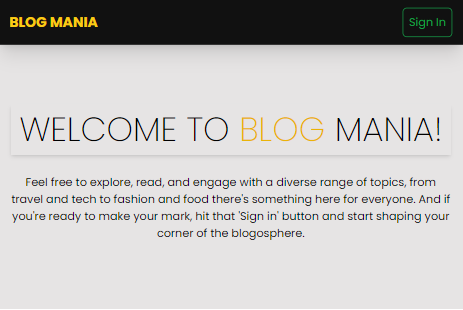 BLOG MANIA
Sign In
WELCOME TO BLOG MANIA!
Feel free to explore, read, and engage with a diverse range of topics, from
travel and tech to fashion and food there's something here for everyone. And if
you're ready to make your mark, hit that 'Sign in' button and start shaping your
corner of the blogosphere.